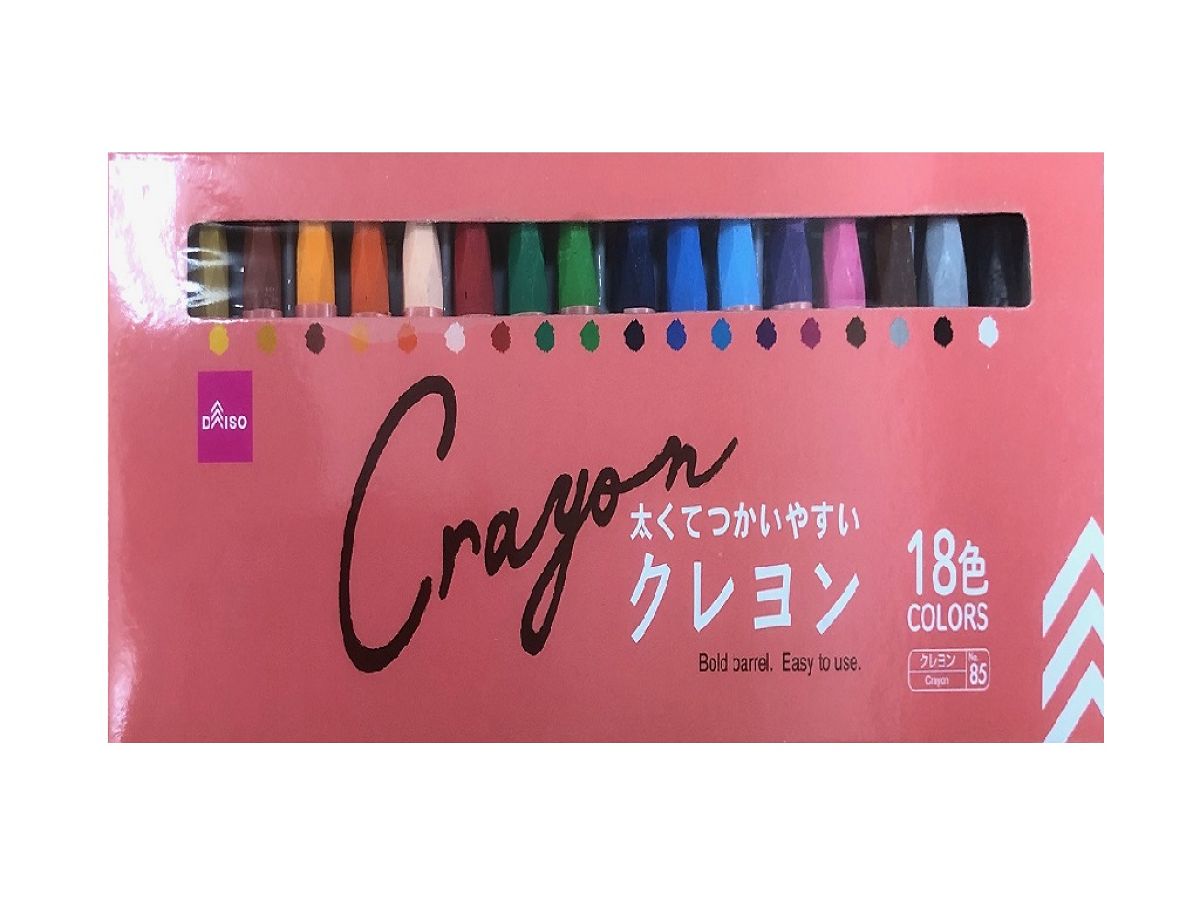 DAISO
Crayon
太くてつかいやすい
クレヨン
Bold barrel. Easy to use.
18色
COLORS
クレヨン
Crayon
No.
85